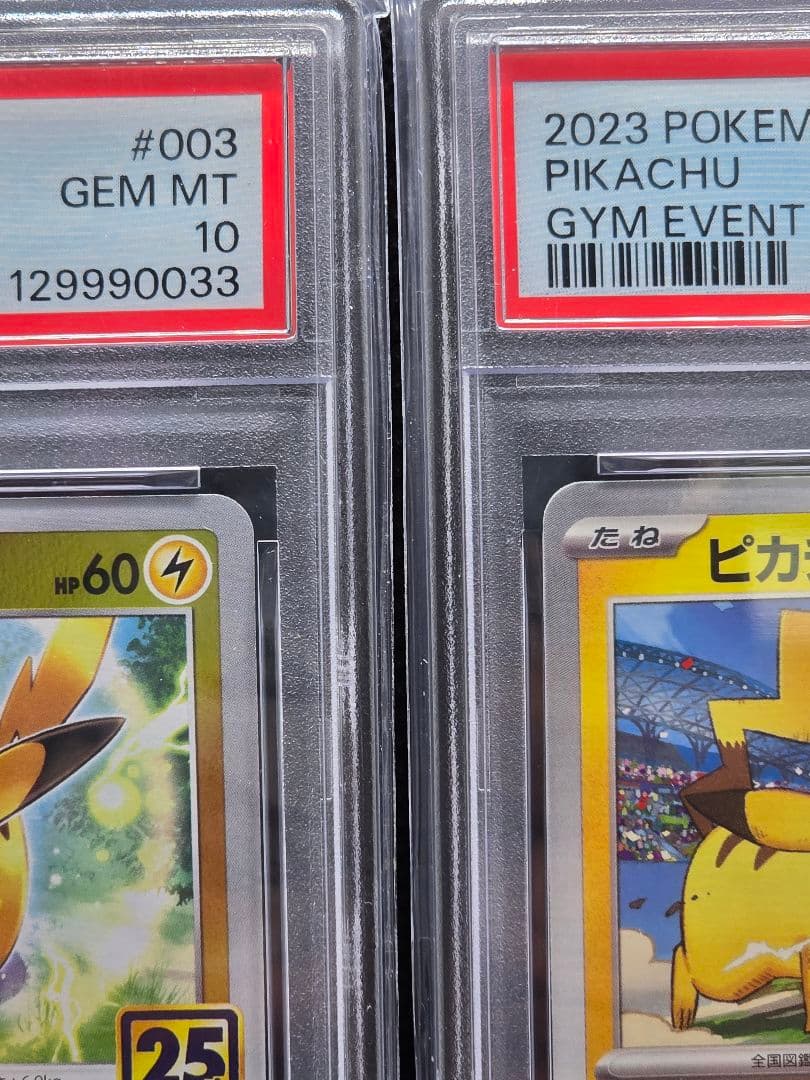 #003
GEM MT
10
129990033
2023 POKEM
PIKACHU
GYM EVENT
HP60
25
たね
ピカチ
全国図鑑